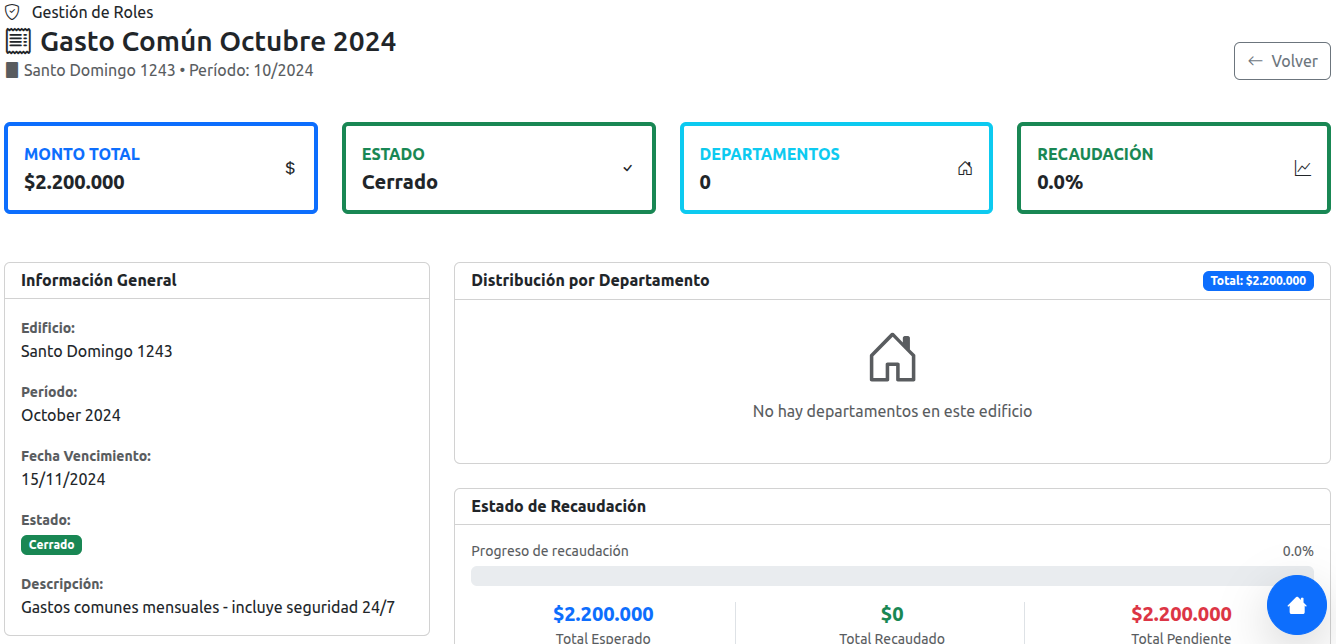 Gestión de Roles
Gasto Común Octubre 2024
Santo Domingo 1243 • Período: 10/2024
← Volver
MONTO TOTAL
$2.200.000
$
ESTADO
Cerrado
DEPARTAMENTOS
0
RECAUDACIÓN
0.0%
Información General
Edificio:
Santo Domingo 1243
Período:
October 2024
Fecha Vencimiento:
15/11/2024
Estado:
Cerrado
Descripción:
Gastos comunes mensuales - incluye seguridad 24/7
Distribución por Departamento
Total: $2.200.000
No hay departamentos en este edificio
Estado de Recaudación
Progreso de recaudación
0.0%
$2.200.000
Total Esperado
$0
Total Recaudado
$2.200.000
Total Pendiente